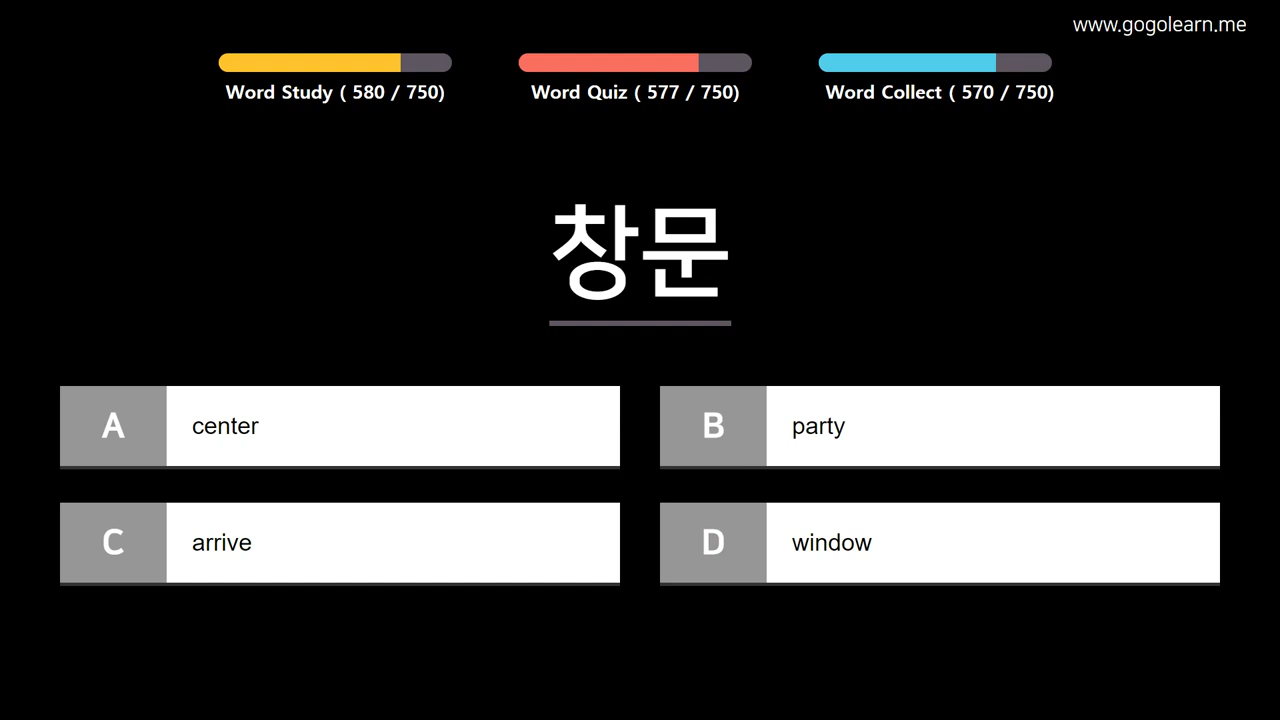 www.gogolearn.me
Word Study ( 580 / 750)
Word Quiz ( 577 / 750)
Word Collect ( 570 / 750)
창문
A center
B party
C arrive
D window